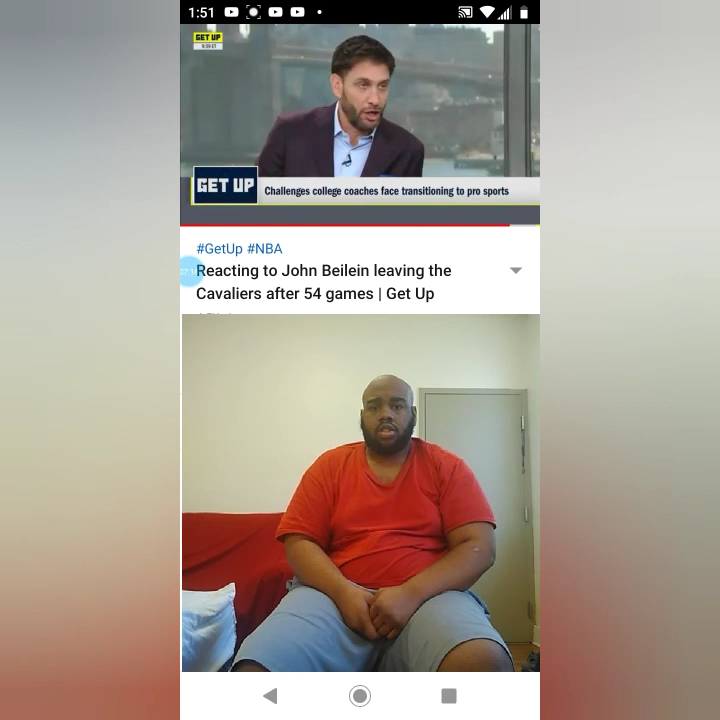 1:51
GET UP
GET UP
Challenges college coaches face transitioning to pro sports
#GetUp #NBA
Reacting to John Beilein leaving the
Cavaliers after 54 games | Get Up